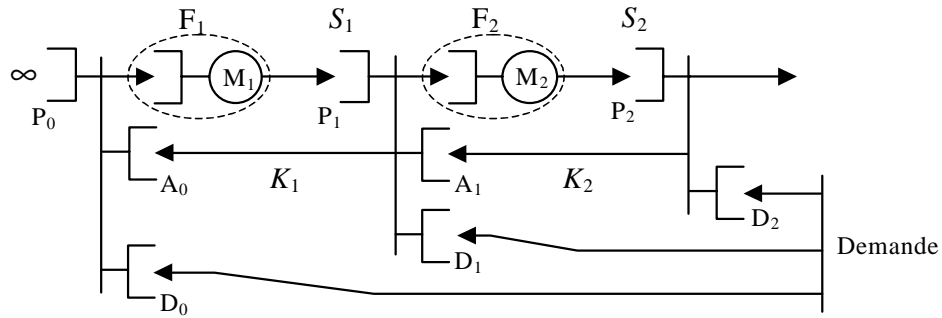 F₁ S₁ F₂ S₂
∞ M₁ M₂
P₀ P₁ P₂
A₀ K₁ A₁ K₂
D₂
D₁ Demande
D₀